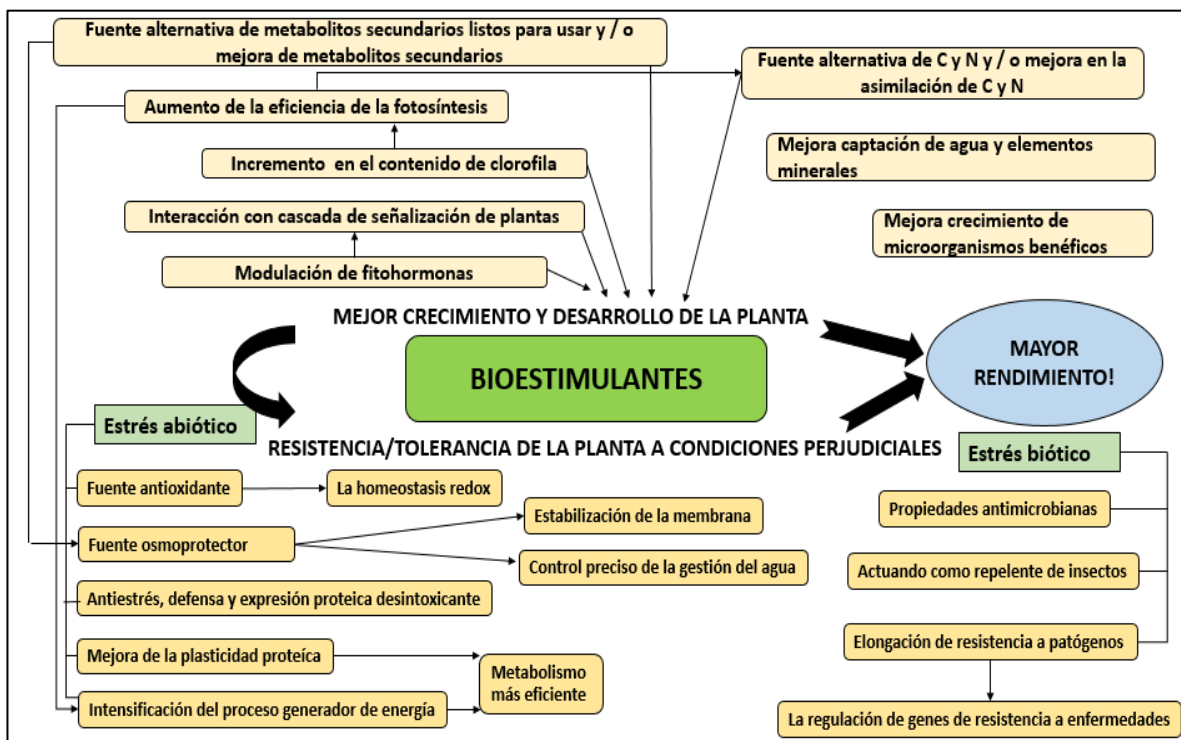 Fuente alternativa de metabolitos secundarios listos para usar y / o
mejora de metabolitos secundarios
Fuente alternativa de C y N y / o mejora en la
asimilación de C y N
Aumento de la eficiencia de la fotosíntesis
Incremento en el contenido de clorofila
Mejora captación de agua y elementos
minerales
Interacción con cascada de señalización de plantas
Mejora crecimiento de
microorganismos benéficos
Modulación de fitohormonas
MEJOR CRECIMIENTO Y DESARROLLO DE LA PLANTA
BIOESTIMULANTES
MAYOR
RENDIMIENTO!
Estrés abiótico
RESISTENCIA/TOLERANCIA DE LA PLANTA A CONDICIONES PERJUDICIALES
Estrés biótico
Fuente antioxidante
La homeostasis redox
Fuente osmoprotector
Estabilización de la membrana
Control preciso de la gestión del agua
Antiestrés, defensa y expresión proteica desintoxicante
Mejora de la plasticidad proteíca
Intensificación del proceso generador de energía
Metabolismo
más eficiente
Propiedades antimicrobianas
Actuando como repelente de insectos
Elongación de resistencia a patógenos
La regulación de genes de resistencia a enfermedades